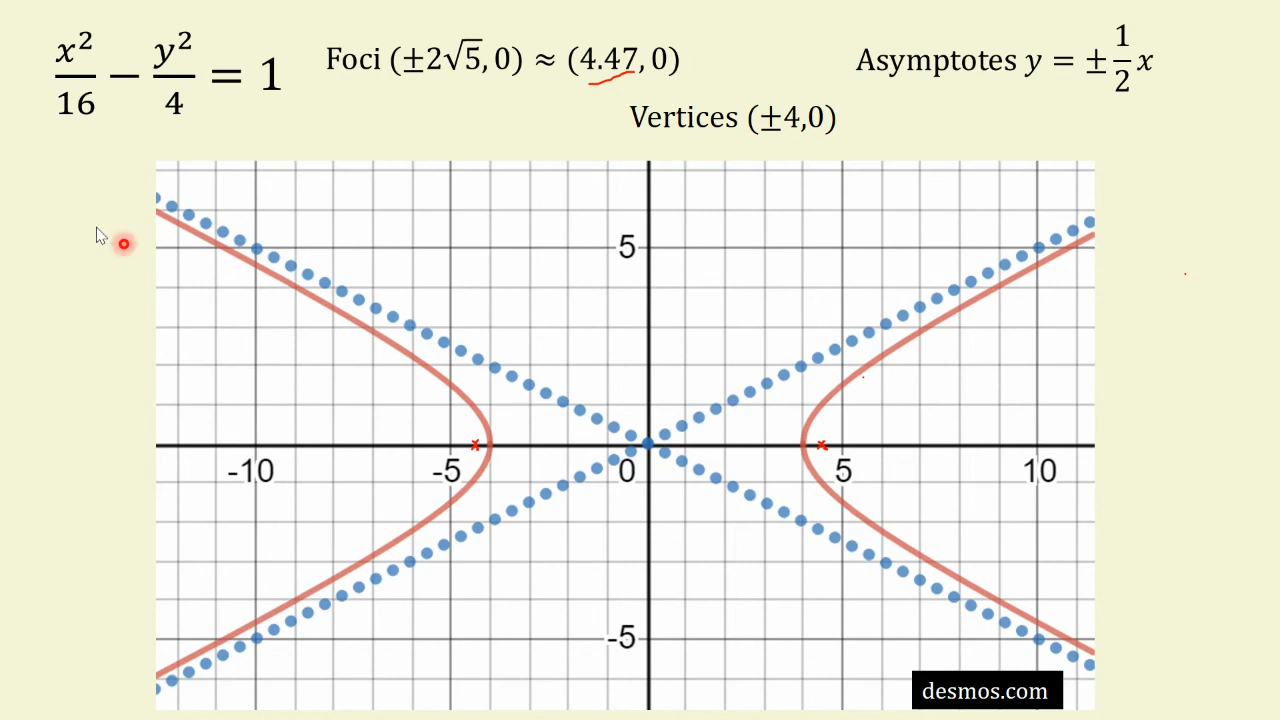 x²/16 − y²/4 = 1
Foci (±2√5, 0) ≈ (4.47, 0)
Asymptotes y = ±1/2 x
Vertices (±4,0)
5
-10 -5 0 5 10
-5
desmos.com